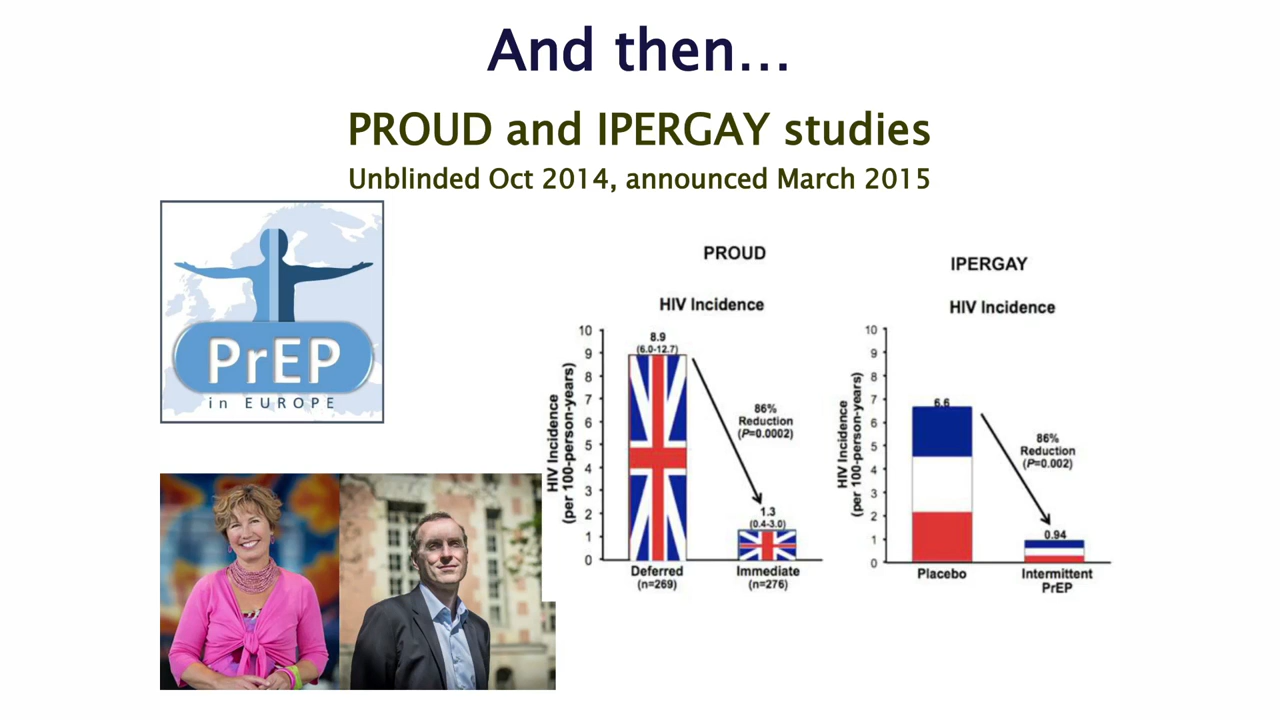 And then...
PROUD and IPERGAY studies
Unblinded Oct 2014, announced March 2015
PrEP
in EUROPE
PROUD
HIV Incidence
HIV Incidence
(per 100-person-years)
10
9
8
7
6
5
4
3
2
1
0
8.9
(6.0-12.7)
86%
Reduction
(P=0.0002)
1.3
(0.4-3.0)
Deferred
(n=269)
Immediate
(n=276)
IPERGAY
HIV Incidence
HIV Incidence
(per 100-person-years)
10
9
8
7
6
5
4
3
2
1
0
6.6
86%
Reduction
(P=0.002)
0.94
Placebo
Intermittent
PrEP